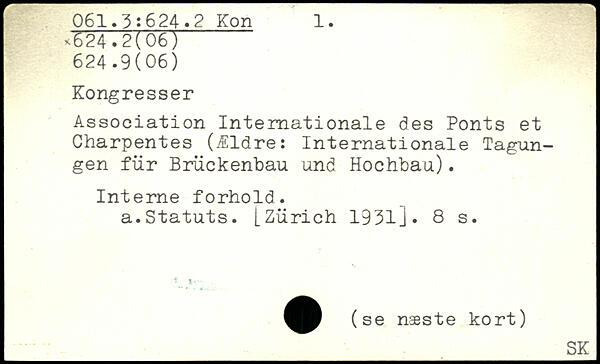 061.3:624.2 Kon 1.
×624.2(06)
624.9(06)
Kongresser
Association Internationale des Ponts et
Charpentes (Ældre: Internationale Tagun-
gen für Brückenbau und Hochbau).
Interne forhold.
a.Statuts. [Zürich 1931]. 8 s.
(se næste kort)
SK